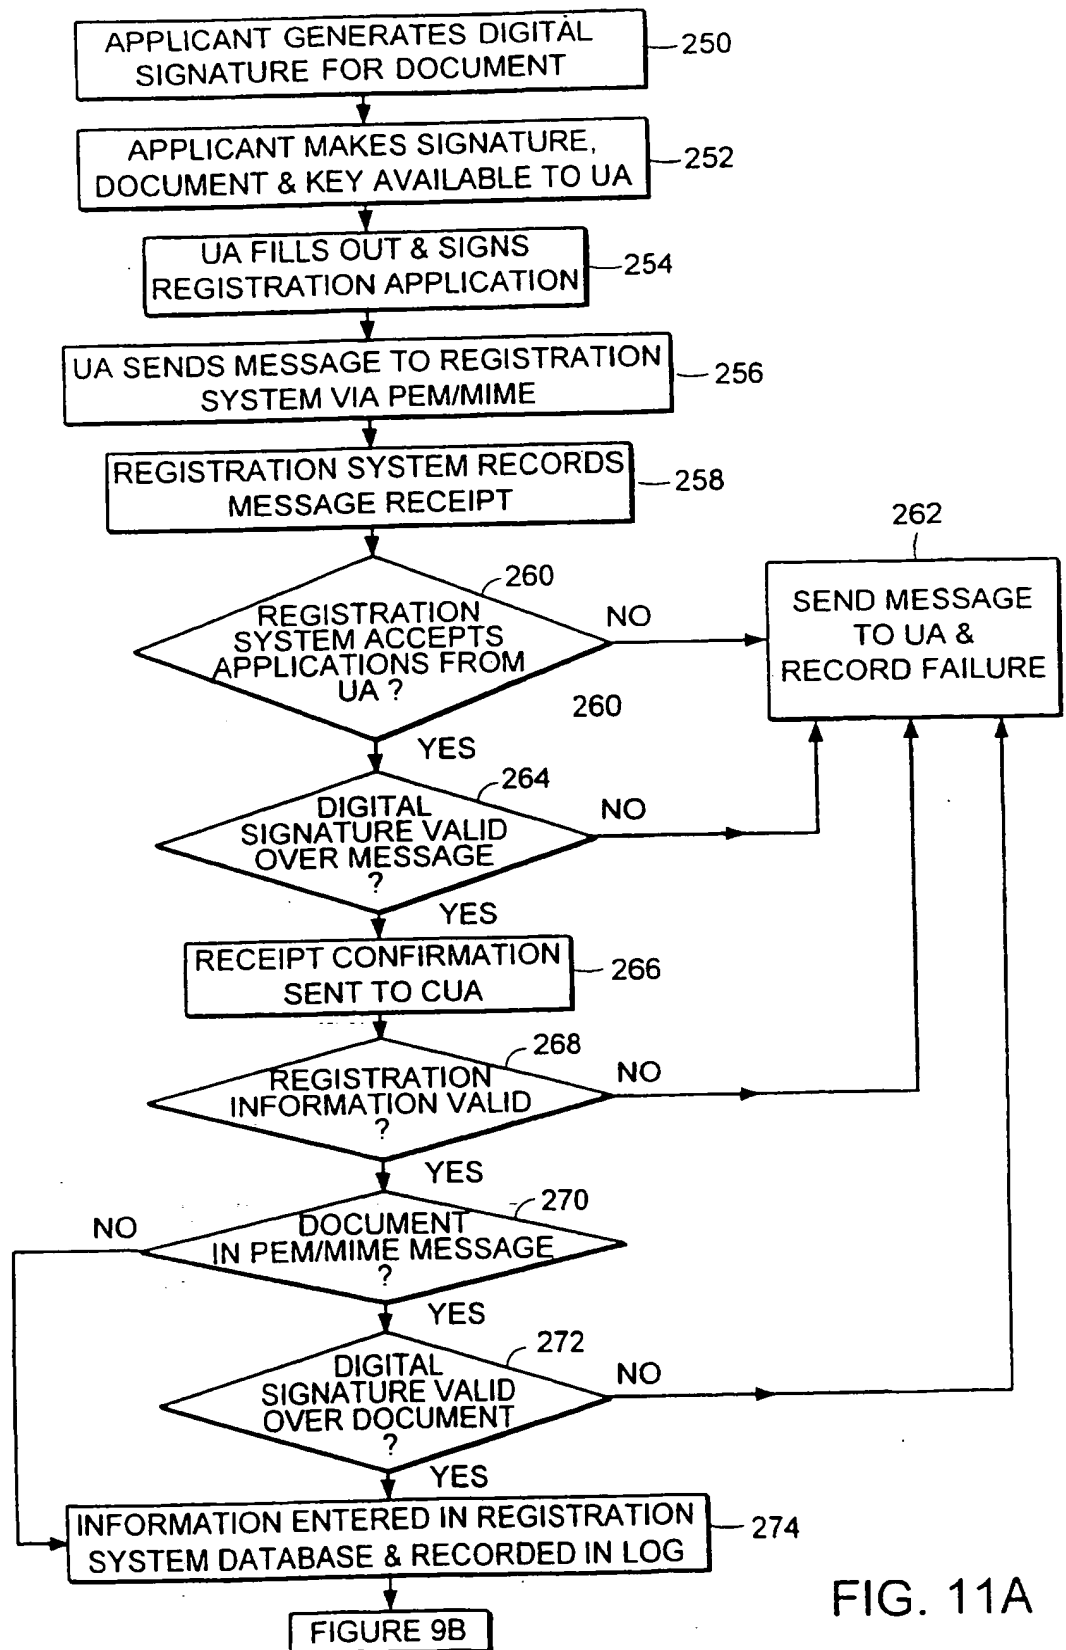 APPLICANT GENERATES DIGITAL
SIGNATURE FOR DOCUMENT
250
APPLICANT MAKES SIGNATURE,
DOCUMENT & KEY AVAILABLE TO UA
252
UA FILLS OUT & SIGNS
REGISTRATION APPLICATION
254
UA SENDS MESSAGE TO REGISTRATION
SYSTEM VIA PEM/MIME
256
REGISTRATION SYSTEM RECORDS
MESSAGE RECEIPT
258
260
REGISTRATION
SYSTEM ACCEPTS
APPLICATIONS FROM
UA ?
NO
262
SEND MESSAGE
TO UA &
RECORD FAILURE
260
YES
264
DIGITAL
SIGNATURE VALID
OVER MESSAGE
?
NO
YES
RECEIPT CONFIRMATION
SENT TO CUA
266
268
REGISTRATION
INFORMATION VALID
?
NO
YES
270
DOCUMENT
IN PEM/MIME MESSAGE
?
NO
YES
272
DIGITAL
SIGNATURE VALID
OVER DOCUMENT
?
NO
YES
INFORMATION ENTERED IN REGISTRATION
SYSTEM DATABASE & RECORDED IN LOG
274
FIGURE 9B
FIG. 11A